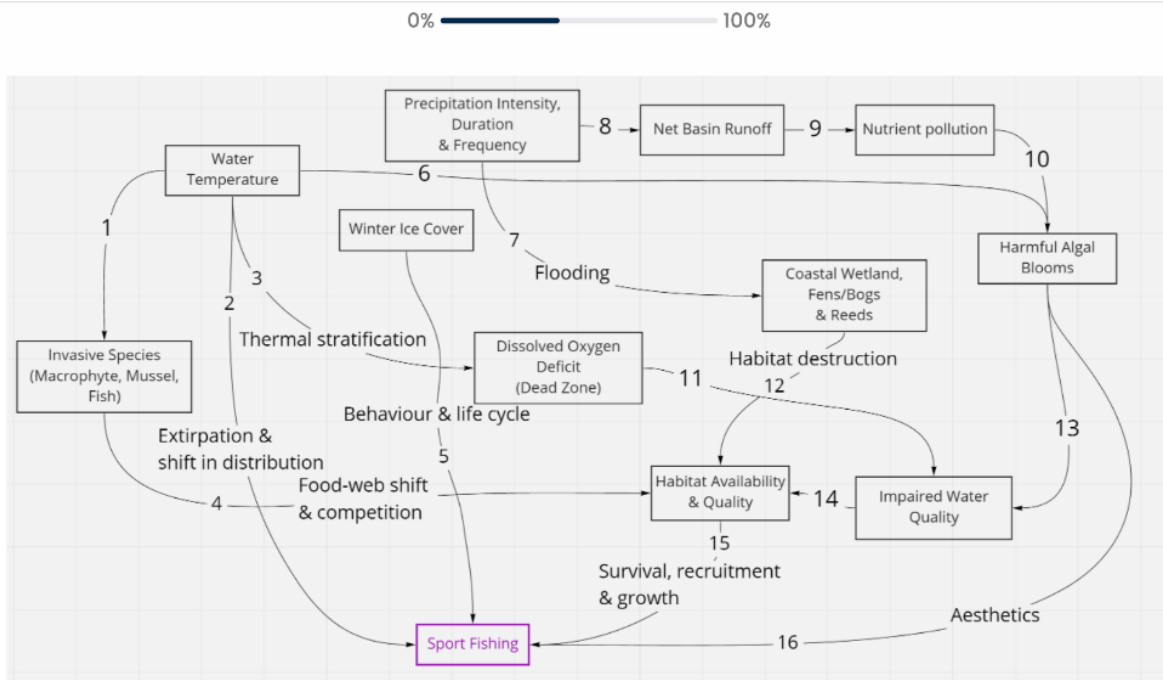 0%
100%
Precipitation Intensity,
Duration
& Frequency
8
Net Basin Runoff
9
Nutrient pollution
10
Water
Temperature
6
1
Winter Ice Cover
7
Flooding
Harmful Algal
Blooms
2
3
Coastal Wetland,
Fens/Bogs
& Reeds
Thermal stratification
Dissolved Oxygen
Deficit
(Dead Zone)
Habitat destruction
12
11
Invasive Species
(Macrophyte, Mussel,
Fish)
Behaviour & life cycle
5
13
Extirpation &
shift in distribution
4
Food-web shift
& competition
Habitat Availability
& Quality
14
Impaired Water
Quality
15
Survival, recruitment
& growth
Aesthetics
Sport Fishing
16